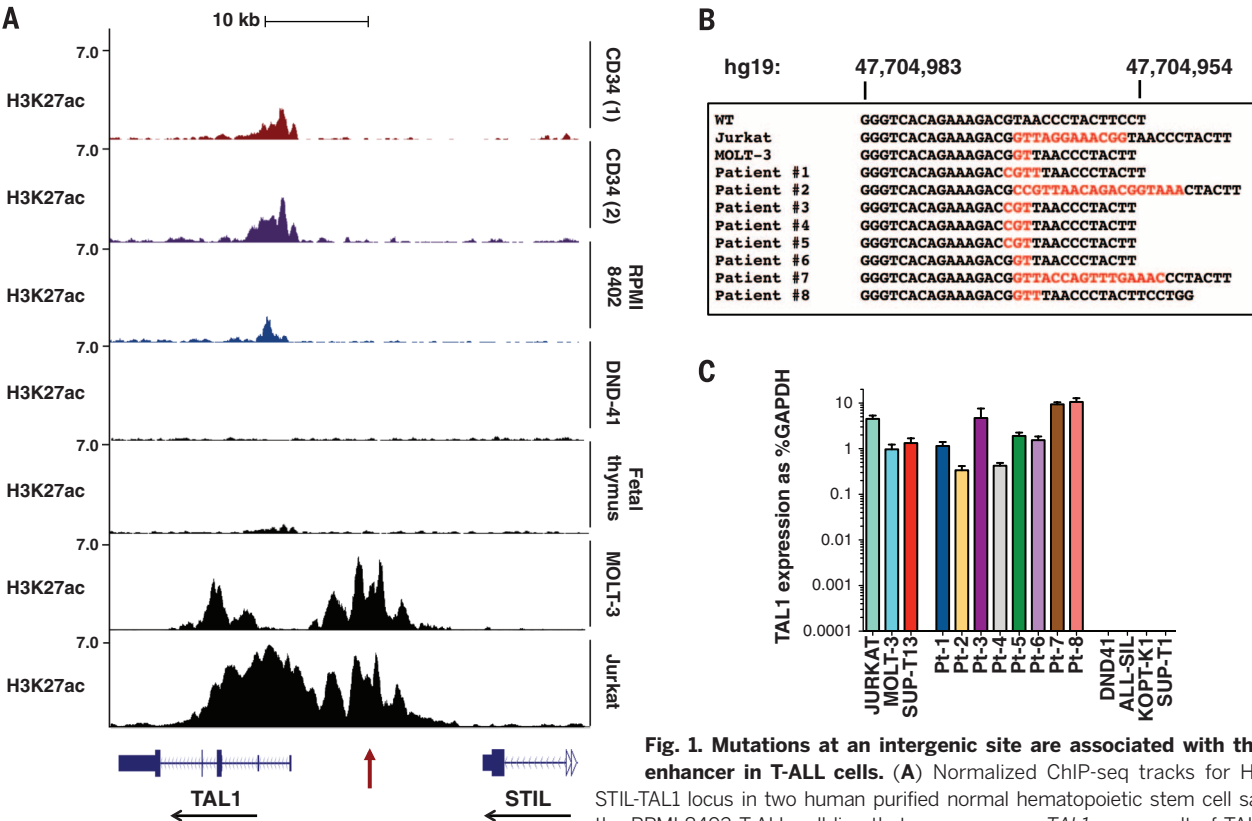 A
10 kb
7.0
H3K27ac
CD34 (1)
7.0
H3K27ac
CD34 (2)
7.0
H3K27ac
RPMI
8402
7.0
H3K27ac
DND-41
7.0
H3K27ac
Fetal
thymus
7.0
H3K27ac
MOLT-3
7.0
H3K27ac
Jurkat
TAL1
STIL
B
hg19: 47,704,983 47,704,954
WT GGGTCACAGAAAGACGTAACCCTACTTCCT
Jurkat GGGTCACAGAAAGACGGTTAGGAAACGGTAACCCTACTT
MOLT-3 GGGTCACAGAAAGACGGTTAACCCTACTT
Patient #1 GGGTCACAGAAAGACCGTTTAACCCTACTT
Patient #2 GGGTCACAGAAAGACGCCGTTAACAGACGGTAAACTACTT
Patient #3 GGGTCACAGAAAGACCGTTAACCCTACTT
Patient #4 GGGTCACAGAAAGACCGTTAACCCTACTT
Patient #5 GGGTCACAGAAAGACCGTTAACCCTACTT
Patient #6 GGGTCACAGAAAGACGGTTAACCCTACTT
Patient #7 GGGTCACAGAAAGACGGTTACCAGTTTGAAACCCCTACTT
Patient #8 GGGTCACAGAAAGACGGTTTAACCCTACTTCCTGG
C
TAL1 expression as %GAPDH
10
1
0.1
0.01
0.001
0.0001
JURKAT
MOLT-3
SUP-T13
Pt-1
Pt-2
Pt-3
Pt-4
Pt-5
Pt-6
Pt-7
Pt-8
DND41
ALL-SIL
KOPT-K1
SUP-T1
Fig. 1. Mutations at an intergenic site are associated with th
enhancer in T-ALL cells. (A) Normalized ChIP-seq tracks for H
STIL-TAL1 locus in two human purified normal hematopoietic stem cell sa